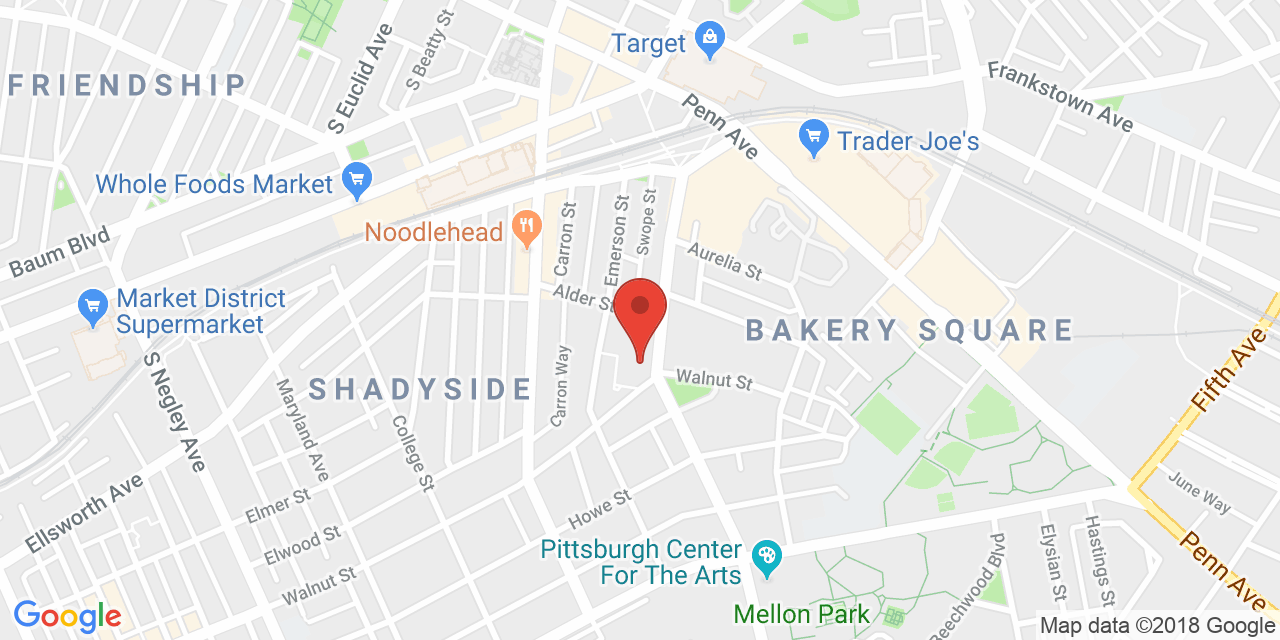 Target
Frankstown Ave
FRIENDSHIP
S Euclid Ave
S Beatty St
Penn Ave
Trader Joe's
Whole Foods Market
Noodlehead
Carron St
Emerson St
Swope St
Baum Blvd
Aurelia St
Alder St
Market District
Supermarket
BAKERY SQUARE
SHADYSIDE
Carron Way
Walnut St
Fifth Ave
S Negley Ave
Maryland Ave
College St
Ellsworth Ave
Elmer St
Howe St
June Way
Elwood St
Walnut St
Pittsburgh Center
For The Arts
Beechwood Blvd
Elysian St
Hastings St
Penn Ave
Mellon Park
Google
Map data ©2018 Google